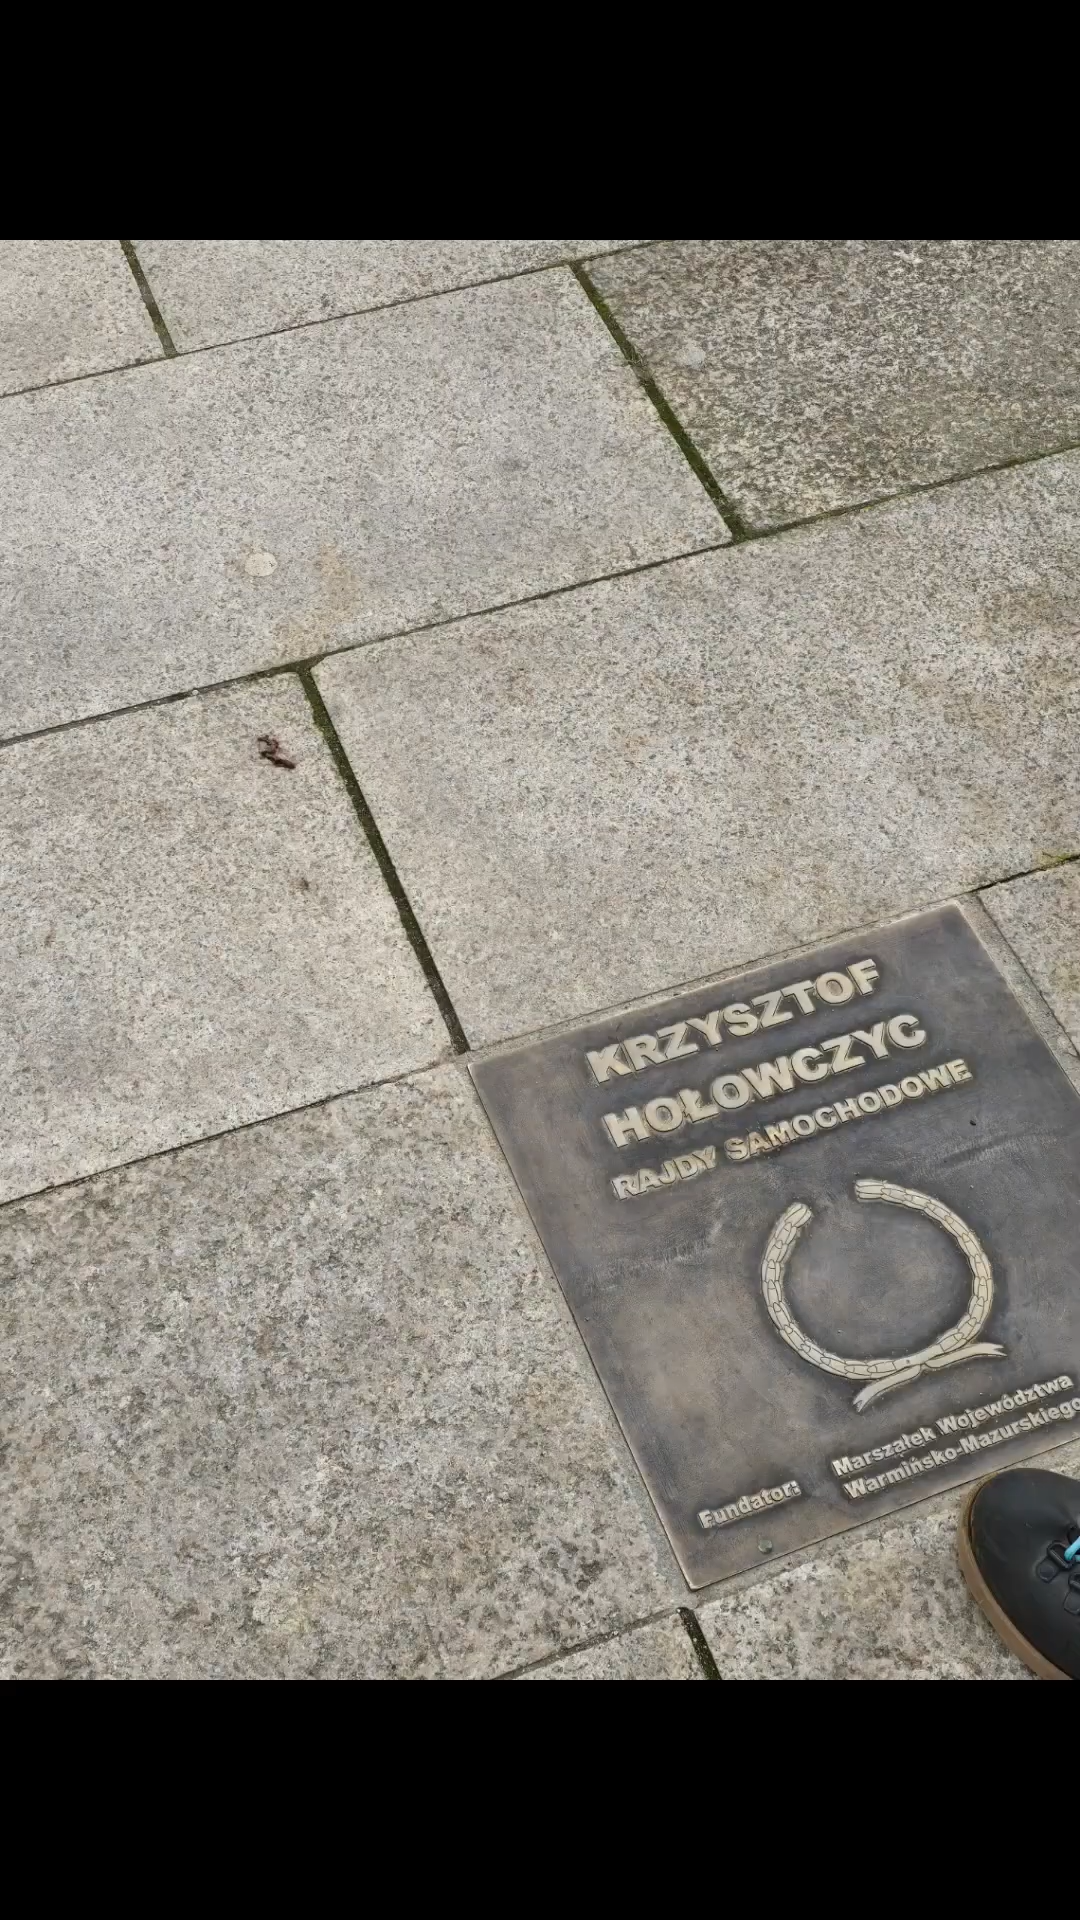 KRZYSZTOF
HOŁOWCZYC
RAJDY SAMOCHODOWE
Fundator:
Marszałek Województwa
Warmińsko-Mazurskiego